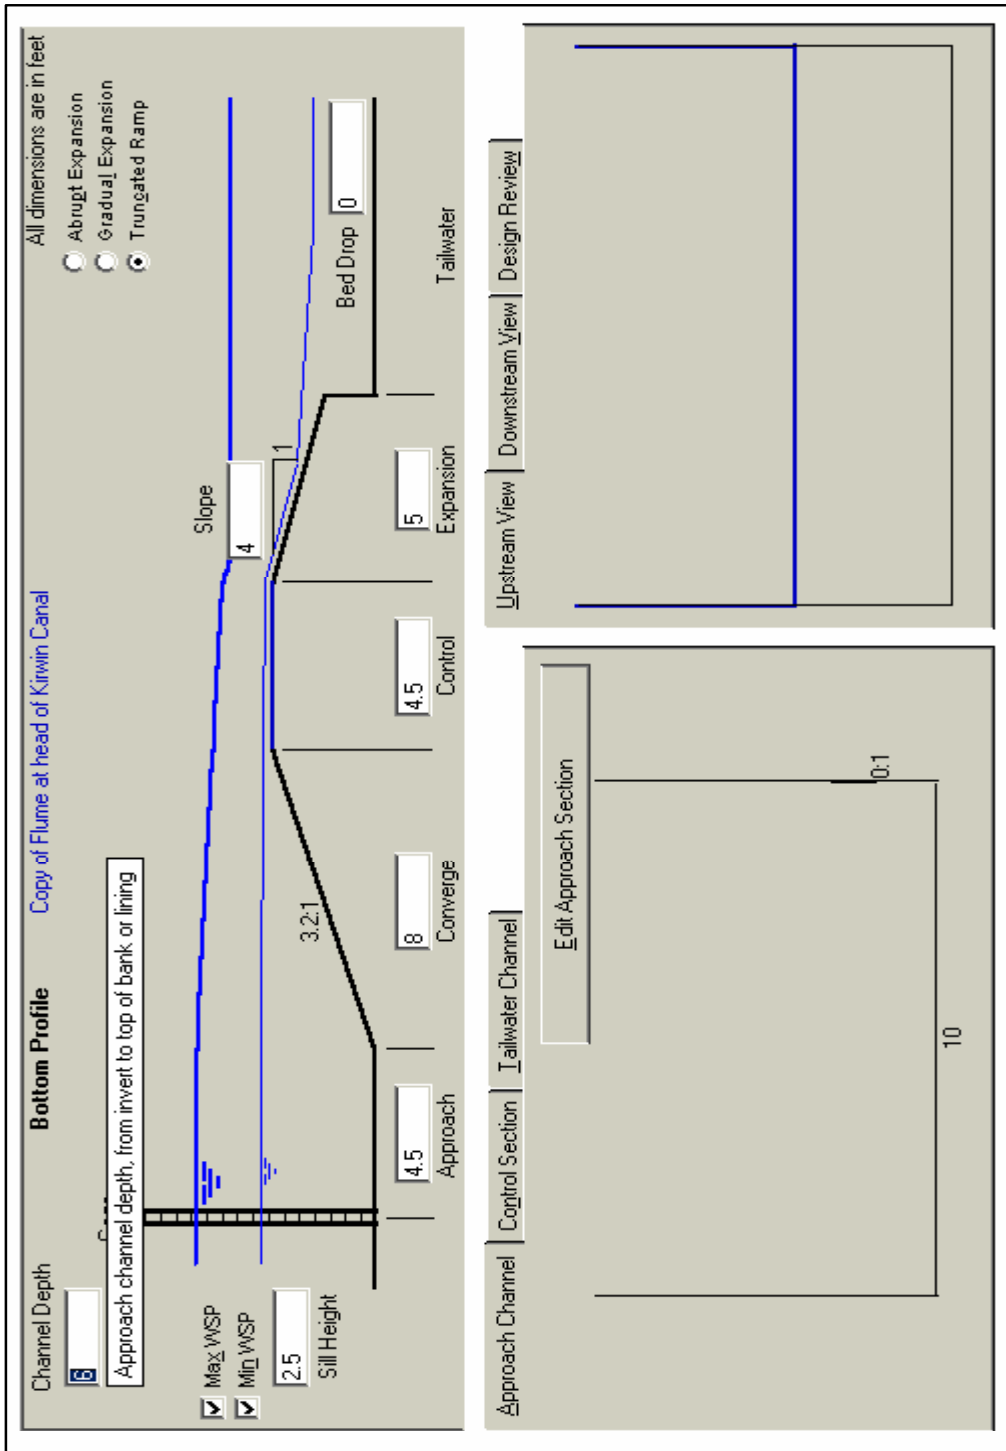 Channel Depth
Bottom Profile
Copy of Flume at head of Kirwin Canal
All dimensions are in feet
6
Approach channel depth, from invert to top of bank or lining
Abrupt Expansion
Gradual Expansion
Truncated Ramp
Max WSP
Min WSP
2.5
Sill Height
Slope
4
1
3.2:1
Bed Drop
0
4.5
8
4.5
5
Approach
Converge
Control
Expansion
Tailwater
Approach Channel
Control Section
Tailwater Channel
Edit Approach Section
0:1
10
Upstream View
Downstream View
Design Review